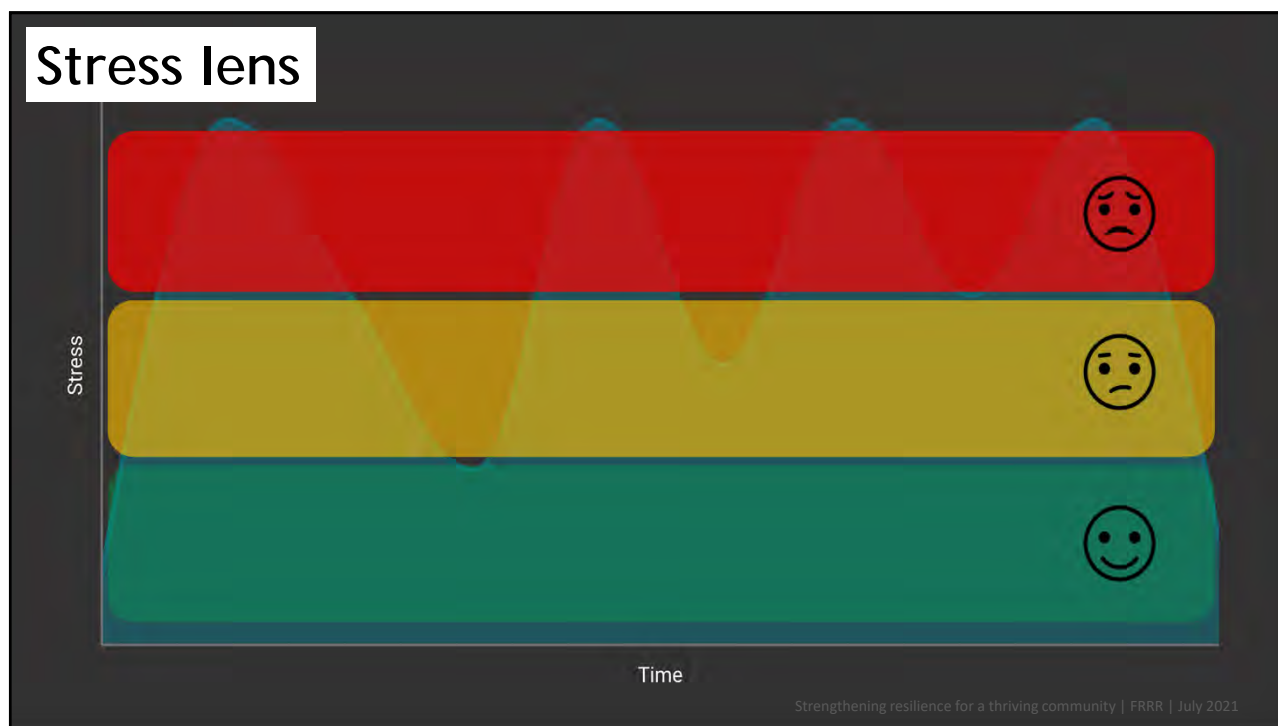 Stress lens
Stress
Time
Strengthening resilience for a thriving community | FRRR | July 2021